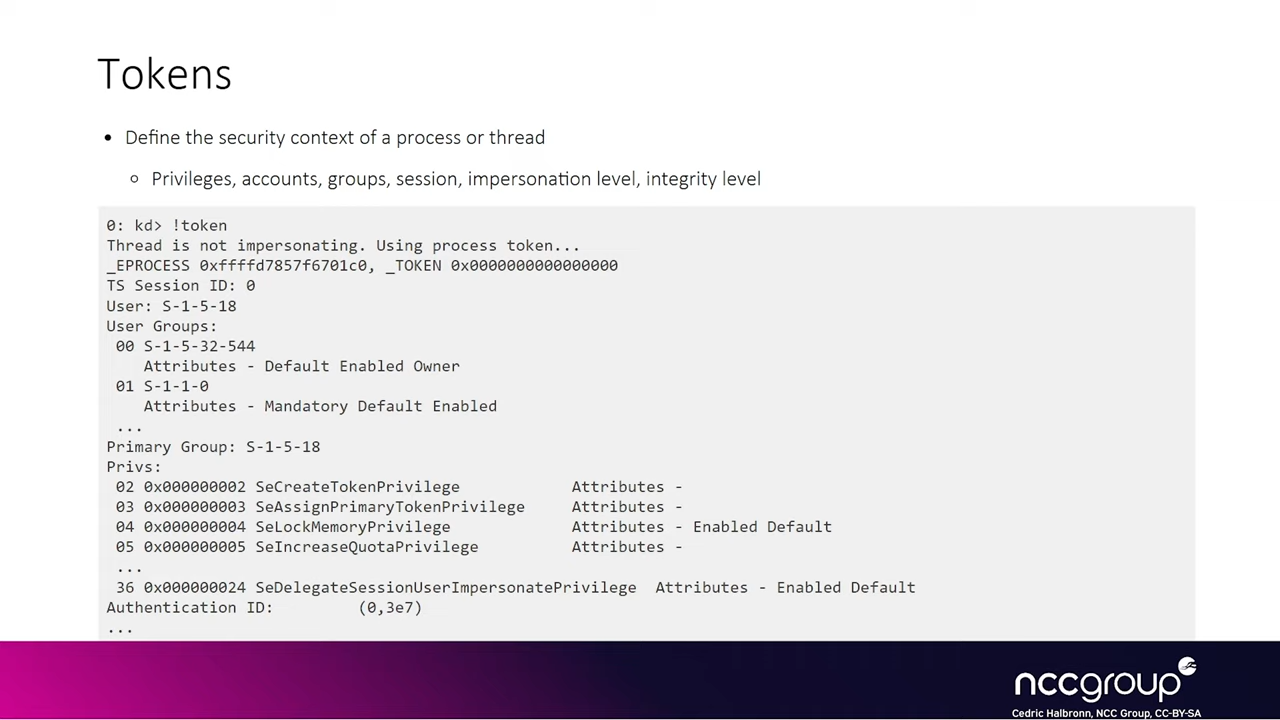 Tokens
• Define the security context of a process or thread
○ Privileges, accounts, groups, session, impersonation level, integrity level
0: kd> !token
Thread is not impersonating. Using process token...
_EPROCESS 0xffffd7857f6701c0, _TOKEN 0x0000000000000000
TS Session ID: 0
User: S-1-5-18
User Groups:
00 S-1-5-32-544
Attributes - Default Enabled Owner
01 S-1-1-0
Attributes - Mandatory Default Enabled
...
Primary Group: S-1-5-18
Privs:
02 0x000000002 SeCreateTokenPrivilege Attributes -
03 0x000000003 SeAssignPrimaryTokenPrivilege Attributes -
04 0x000000004 SeLockMemoryPrivilege Attributes - Enabled Default
05 0x000000005 SeIncreaseQuotaPrivilege Attributes -
...
36 0x000000024 SeDelegateSessionUserImpersonatePrivilege Attributes - Enabled Default
Authentication ID: (0,3e7)
...
nccgroup
Cedric Halbronn, NCC Group, CC-BY-SA